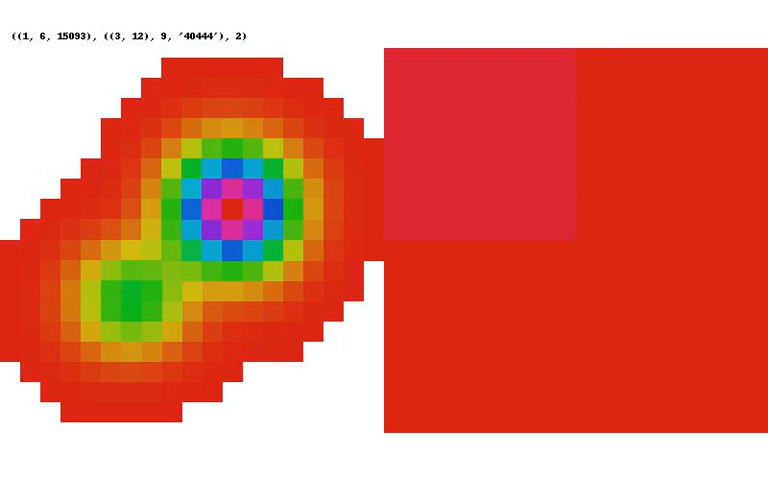 ((1, 6, 15093), ((3, 12), 9, '40444'), 2)